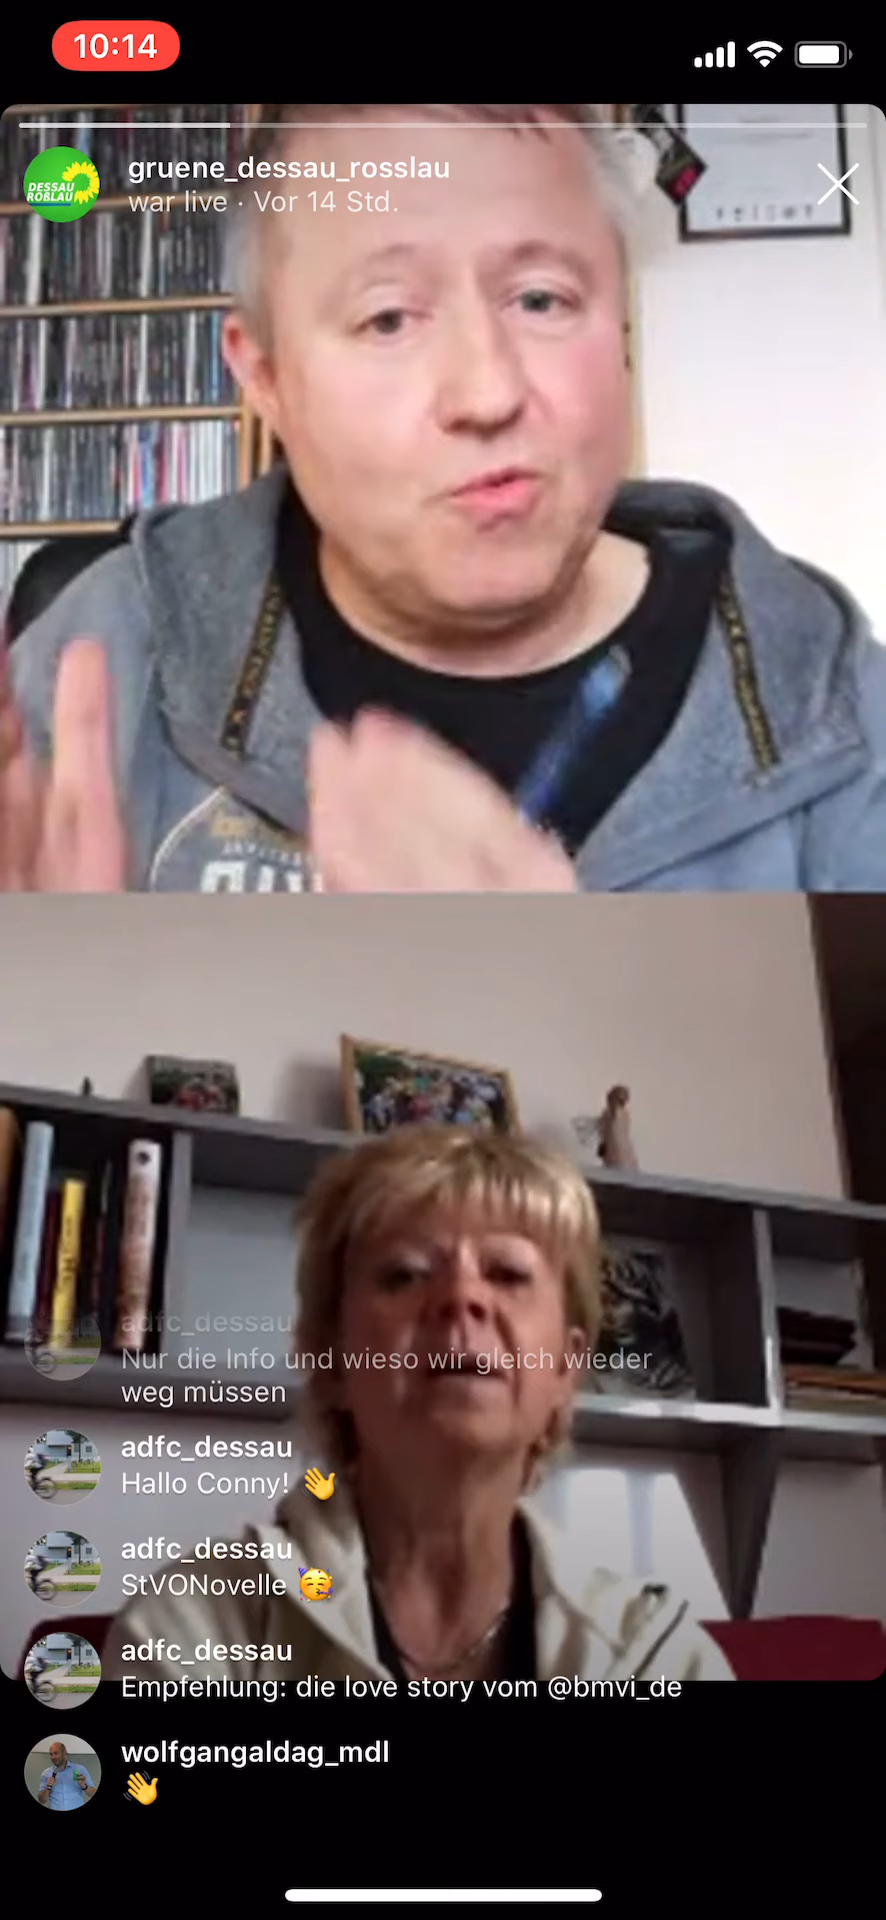 10:14
gruene_dessau_rosslau
war live · Vor 14 Std.
DESSAU
ROßLAU
adfc_dessau
Nur die Info und wieso wir gleich wieder
weg müssen
adfc_dessau
Hallo Conny! 👋
adfc_dessau
StVONovelle 🥳
adfc_dessau
Empfehlung: die love story vom @bmvi_de
wolfgangaldag_mdl
👋